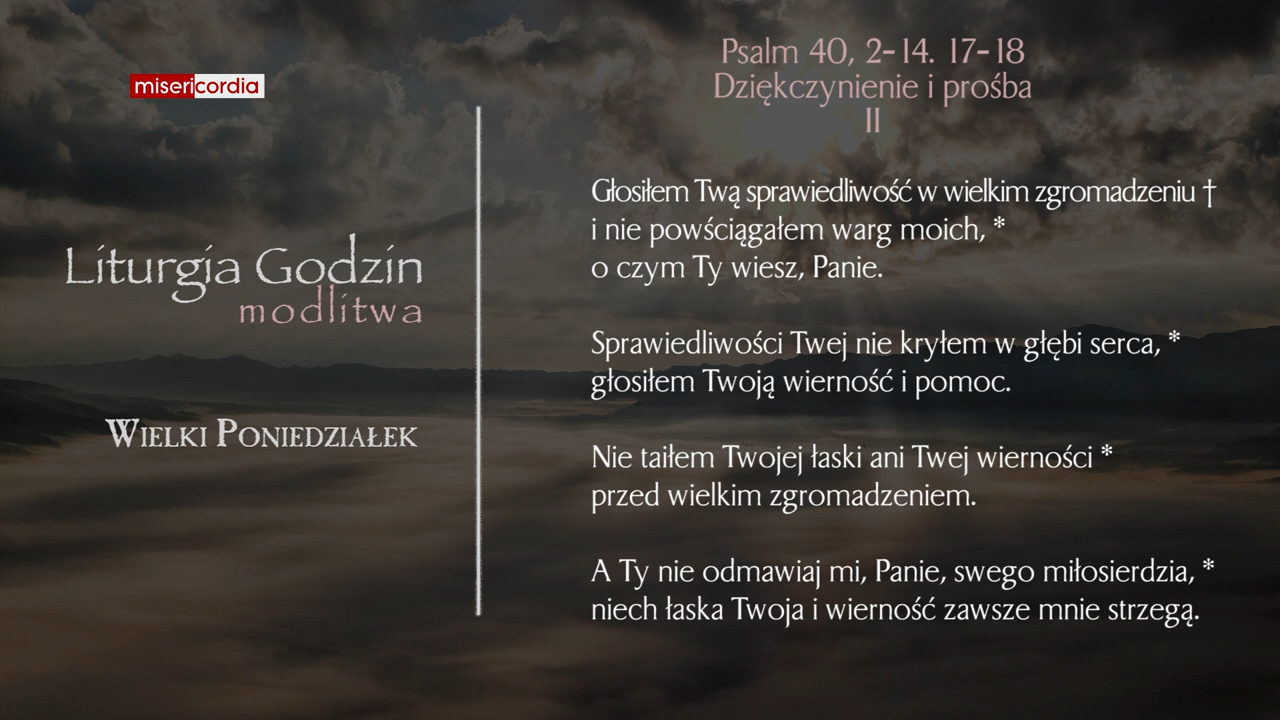 misericordia
Liturgia Godzin
modlitwa
Wielki Poniedziałek
Psalm 40, 2-14. 17-18
Dziękczynienie i prośba
II
Głosiłem Twą sprawiedliwość w wielkim zgromadzeniu †
i nie powściągałem warg moich, *
o czym Ty wiesz, Panie.
Sprawiedliwości Twej nie kryłem w głębi serca, *
głosiłem Twoją wierność i pomoc.
Nie taiłem Twojej łaski ani Twej wierności *
przed wielkim zgromadzeniem.
A Ty nie odmawiaj mi, Panie, swego miłosierdzia, *
niech łaska Twoja i wierność zawsze mnie strzegą.